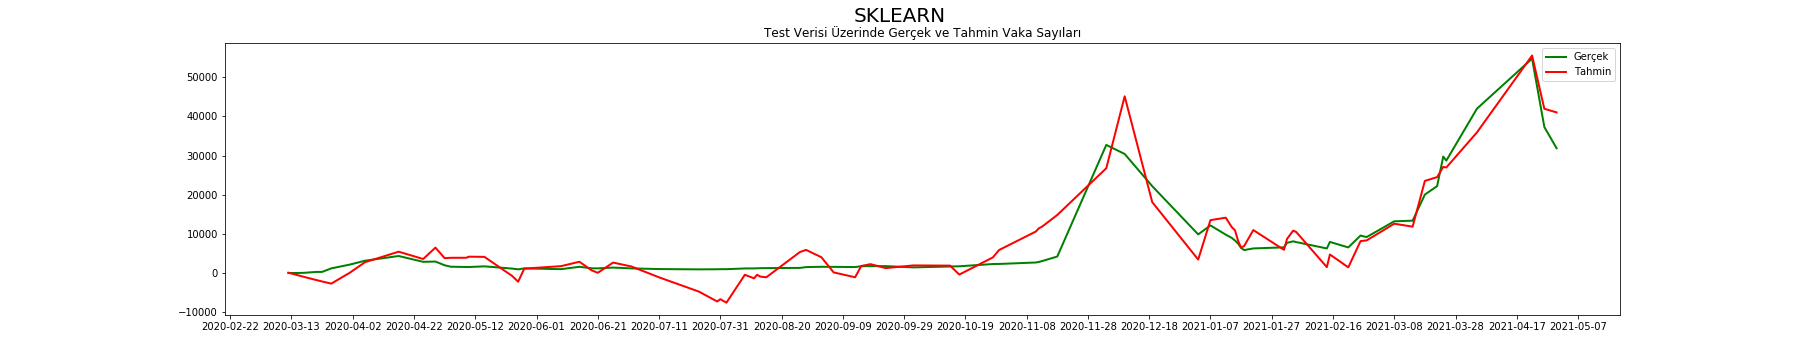 SKLEARN
Test Verisi Üzerinde Gerçek ve Tahmin Vaka Sayıları
Gerçek
Tahmin
50000
40000
30000
20000
10000
0
−10000
2020-02-22 2020-03-13 2020-04-02 2020-04-22 2020-05-12 2020-06-01 2020-06-21 2020-07-11 2020-07-31 2020-08-20 2020-09-09 2020-09-29 2020-10-19 2020-11-08 2020-11-28 2020-12-18 2021-01-07 2021-01-27 2021-02-16 2021-03-08 2021-03-28 2021-04-17 2021-05-07